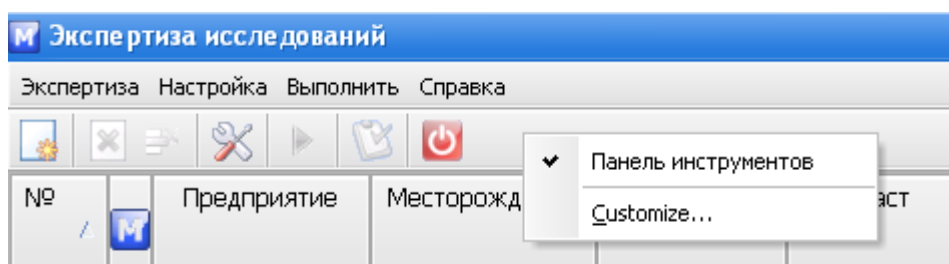 Экспертиза исследований
Экспертиза Настройка Выполнить Справка
Панель инструментов
Customize...
№ Предприятие